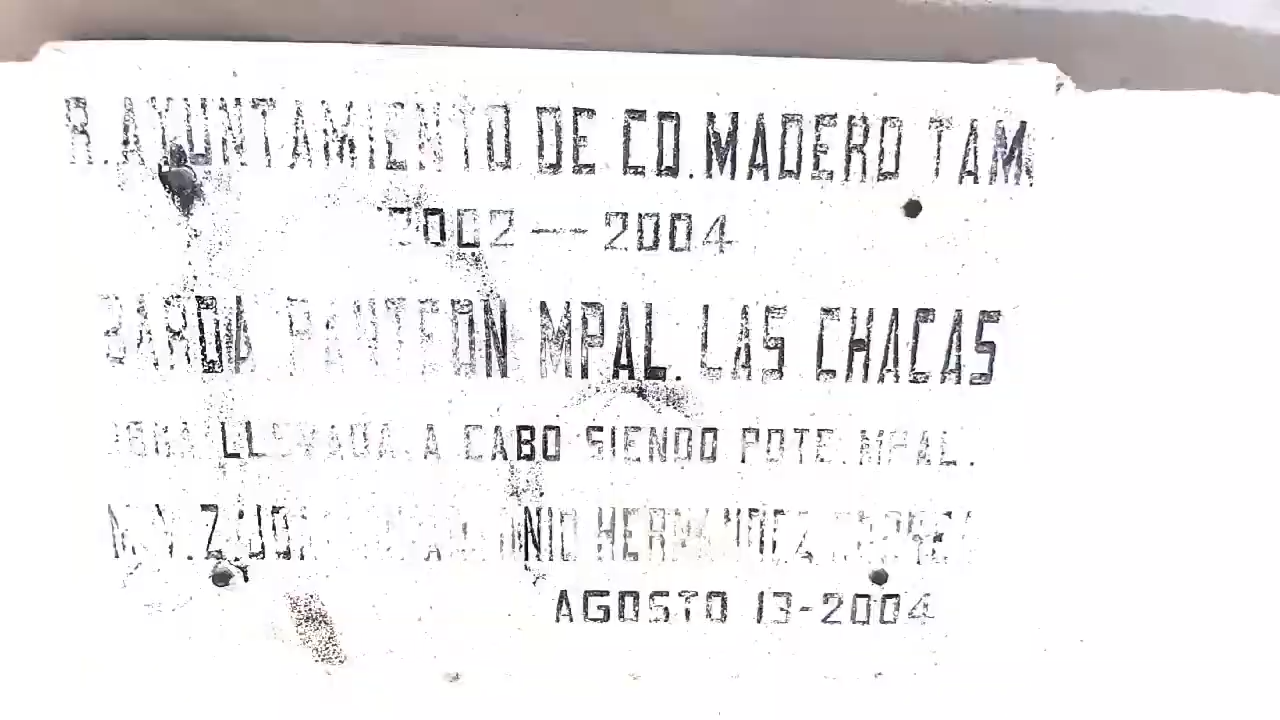 R. AYUNTAMIENTO DE CD. MADERO TAM
2002 — 2004
BARDA PANTEON MPAL. LAS CHACAS
LLEVADA A CABO SIENDO PDTE. MPAL.
ANTONIO HERNANDEZ
AGOSTO 13-2004